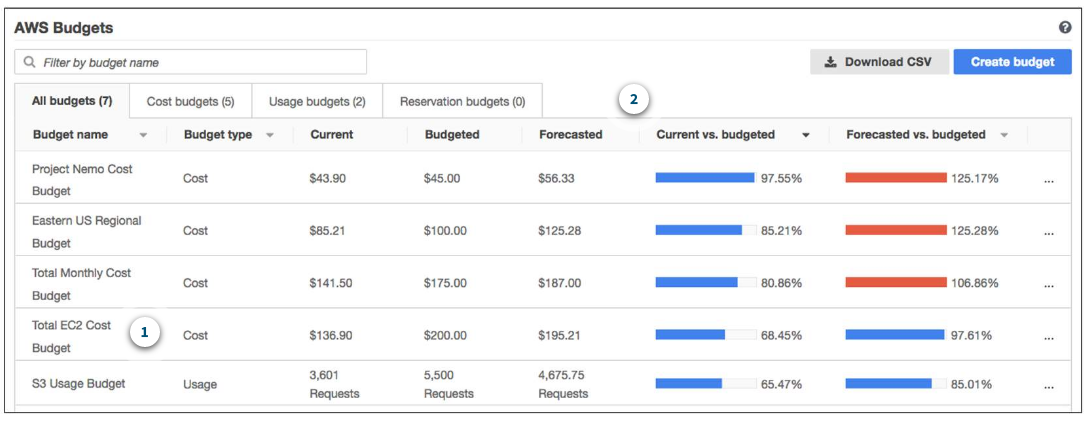 AWS Budgets
?
Filter by budget name
Download CSV
Create budget
All budgets (7) Cost budgets (5) Usage budgets (2) Reservation budgets (0)
2
Budget name Budget type Current Budgeted Forecasted Current vs. budgeted Forecasted vs. budgeted
Project Nemo Cost
Budget
Cost $43.90 $45.00 $56.33 97.55% 125.17% ...
Eastern US Regional
Budget
Cost $85.21 $100.00 $125.28 85.21% 125.28% ...
Total Monthly Cost
Budget
Cost $141.50 $175.00 $187.00 80.86% 106.86% ...
Total EC2 Cost
Budget
1
Cost $136.90 $200.00 $195.21 68.45% 97.61% ...
S3 Usage Budget Usage
3,601
Requests
5,500
Requests
4,675.75
Requests
65.47% 85.01% ...